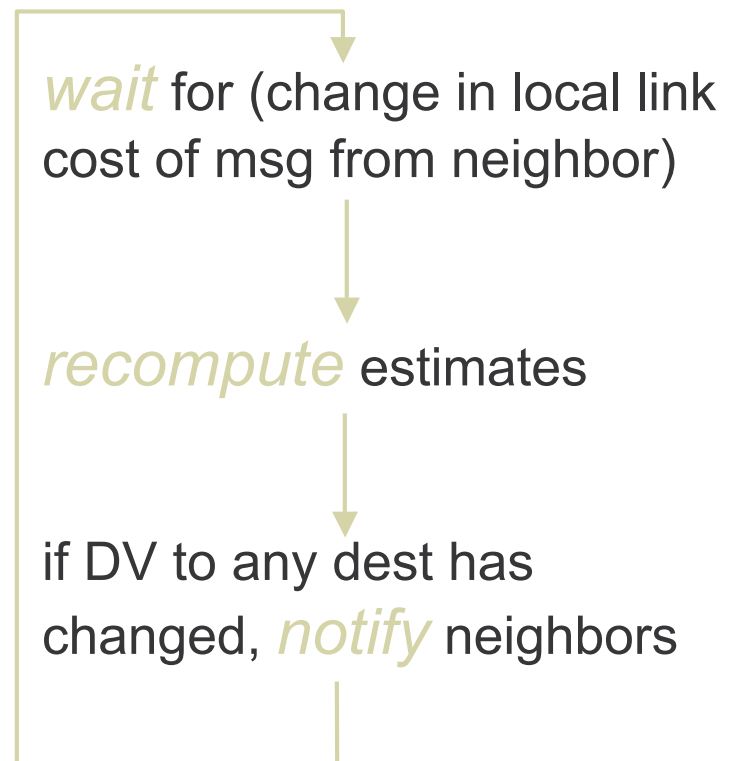 wait for (change in local link
cost of msg from neighbor)
recompute estimates
if DV to any dest has
changed, notify neighbors